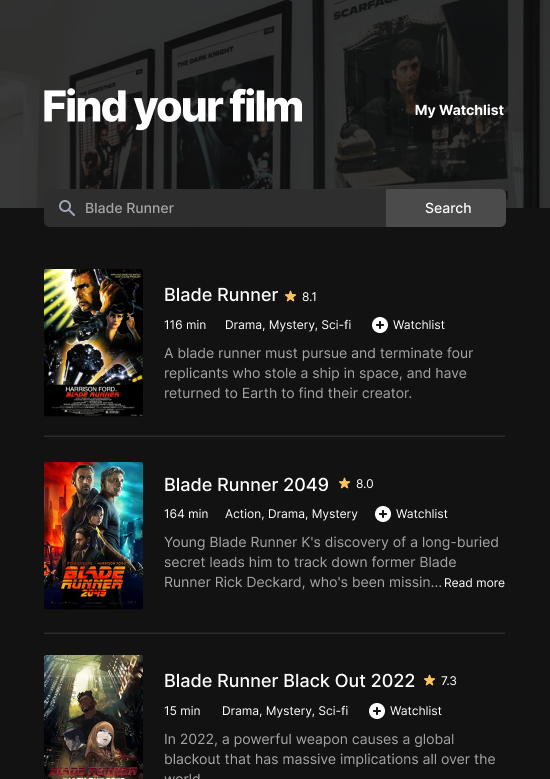 SCARFACE
THE DARK KNIGHT
Find your film
My Watchlist
Blade Runner
Search
Blade Runner 8.1
116 min Drama, Mystery, Sci-fi Watchlist
A blade runner must pursue and terminate four
replicants who stole a ship in space, and have
returned to Earth to find their creator.
HARRISON FORD
BLADE RUNNER
Blade Runner 2049 8.0
164 min Action, Drama, Mystery Watchlist
Young Blade Runner K's discovery of a long-buried
secret leads him to track down former Blade
Runner Rick Deckard, who's been missin... Read more
BLADE
RUNNER
2049
Blade Runner Black Out 2022 7.3
15 min Drama, Mystery, Sci-fi Watchlist
In 2022, a powerful weapon causes a global
blackout that has massive implications all over the
world.
BLADE RUNNER